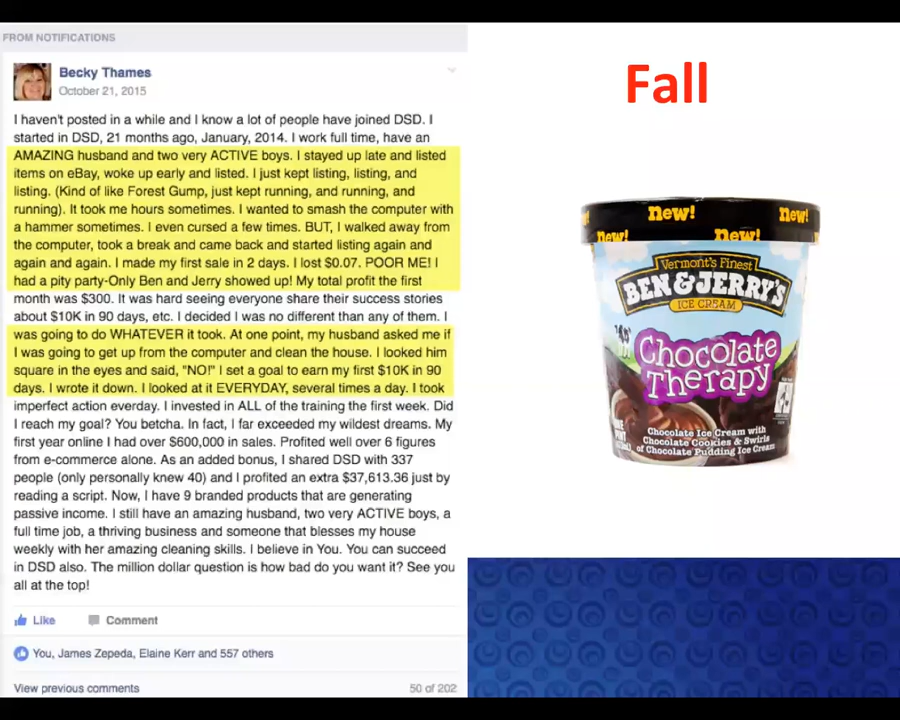 FROM NOTIFICATIONS
Becky Thames
October 21, 2015
I haven't posted in a while and I know a lot of people have joined DSD. I
started in DSD, 21 months ago, January, 2014. I work full time, have an
AMAZING husband and two very ACTIVE boys. I stayed up late and listed
items on eBay, woke up early and listed. I just kept listing, listing, and
listing. (Kind of like Forest Gump, just kept running, and running, and
running). It took me hours sometimes. I wanted to smash the computer with
a hammer sometimes. I even cursed a few times. BUT, I walked away from
the computer, took a break and came back and started listing again and
again and again. I made my first sale in 2 days. I lost $0.07. POOR ME! I
had a pity party-Only Ben and Jerry showed up! My total profit the first
month was $300. It was hard seeing everyone share their success stories
about $10K in 90 days, etc. I decided I was no different than any of them. I
was going to do WHATEVER it took. At one point, my husband asked me if
I was going to get up from the computer and clean the house. I looked him
square in the eyes and said, "NO!" I set a goal to earn my first $10K in 90
days. I wrote it down. I looked at it EVERYDAY, several times a day. I took
imperfect action everday. I invested in ALL of the training the first week. Did
I reach my goal? You betcha. In fact, I far exceeded my wildest dreams. My
first year online I had over $600,000 in sales. Profited well over 6 figures
from e-commerce alone. As an added bonus, I shared DSD with 337
people (only personally knew 40) and I profited an extra $37,613.36 just by
reading a script. Now, I have 9 branded products that are generating
passive income. I still have an amazing husband, two very ACTIVE boys, a
full time job, a thriving business and someone that blesses my house
weekly with her amazing cleaning skills. I believe in You. You can succeed
in DSD also. The million dollar question is how bad do you want it? See you
all at the top!
Like Comment
You, James Zepeda, Elaine Kerr and 557 others
View previous comments 50 of 202
Fall
New! New!
New! New!
Vermont's Finest
BEN & JERRY'S
ICE CREAM
Chocolate
Therapy
Chocolate Ice Cream with
Chocolate Cookies & Swirls
of Chocolate Pudding Ice Cream